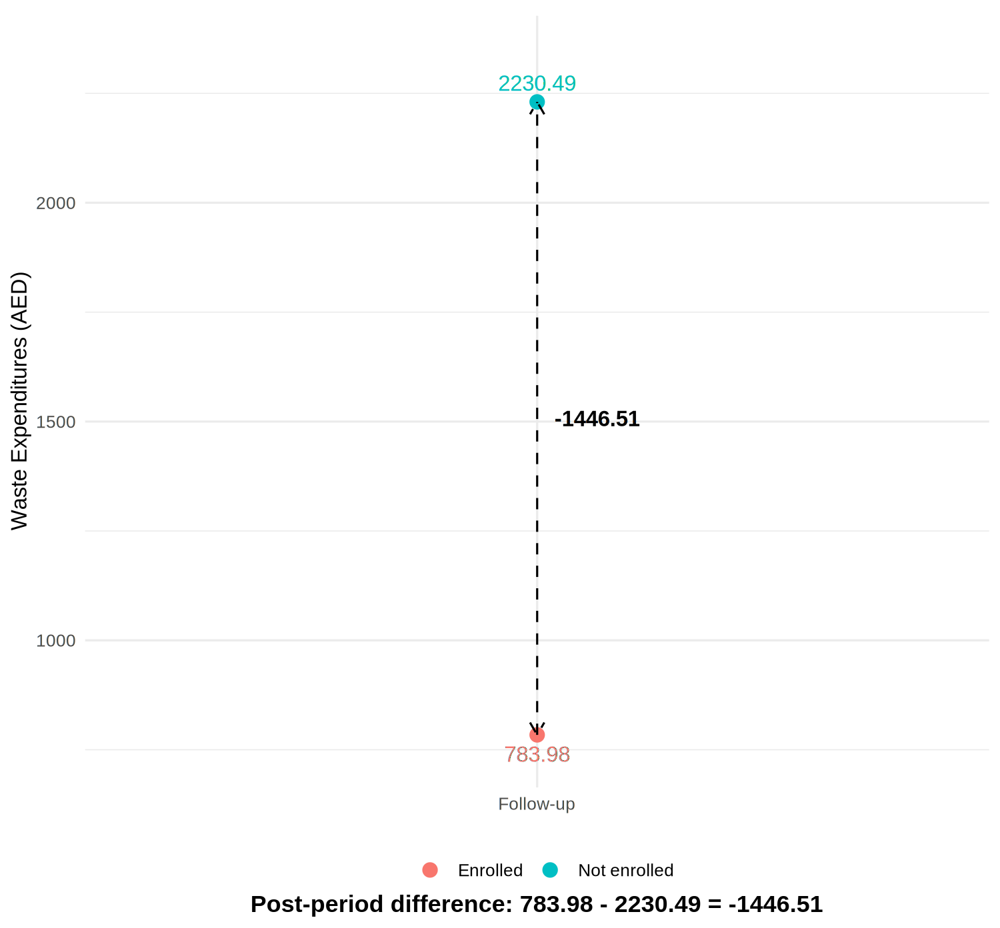 2230.49
2000
Waste Expenditures (AED)
1500
-1446.51
1000
783.98
Follow-up
Enrolled
Not enrolled
Post-period difference: 783.98 - 2230.49 = -1446.51